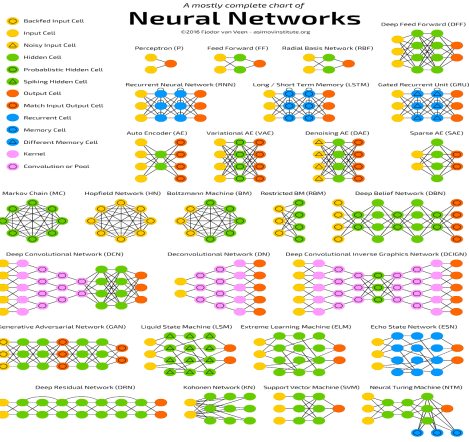 A mostly complete chart of
Neural Networks
©2016 Fjodor van Veen - asimovinstitute.org
Backfed Input Cell
Input Cell
Noisy Input Cell
Hidden Cell
Probablistic Hidden Cell
Spiking Hidden Cell
Output Cell
Match Input Output Cell
Recurrent Cell
Memory Cell
Different Memory Cell
Kernel
Convolution or Pool
Deep Feed Forward (DFF)
Perceptron (P)
Feed Forward (FF)
Radial Basis Network (RBF)
Recurrent Neural Network (RNN)
Long / Short Term Memory (LSTM)
Gated Recurrent Unit (GRU)
Auto Encoder (AE)
Variational AE (VAE)
Denoising AE (DAE)
Sparse AE (SAE)
Markov Chain (MC)
Hopfield Network (HN)
Boltzmann Machine (BM)
Restricted BM (RBM)
Deep Belief Network (DBN)
Deep Convolutional Network (DCN)
Deconvolutional Network (DN)
Deep Convolutional Inverse Graphics Network (DCIGN)
Generative Adversarial Network (GAN)
Liquid State Machine (LSM)
Extreme Learning Machine (ELM)
Echo State Network (ESN)
Deep Residual Network (DRN)
Kohonen Network (KN)
Support Vector Machine (SVM)
Neural Turing Machine (NTM)